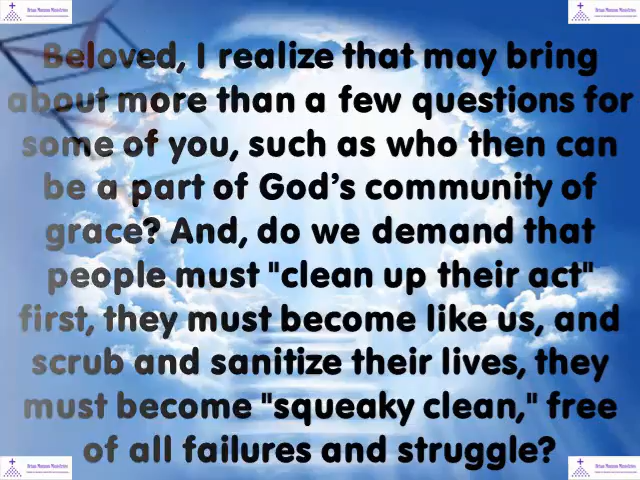 Beloved, I realize that may bring
about more than a few questions for
some of you, such as who then can
be a part of God's community of
grace? And, do we demand that
people must "clean up their act"
first, they must become like us, and
scrub and sanitize their lives, they
must become "squeaky clean," free
of all failures and struggle?